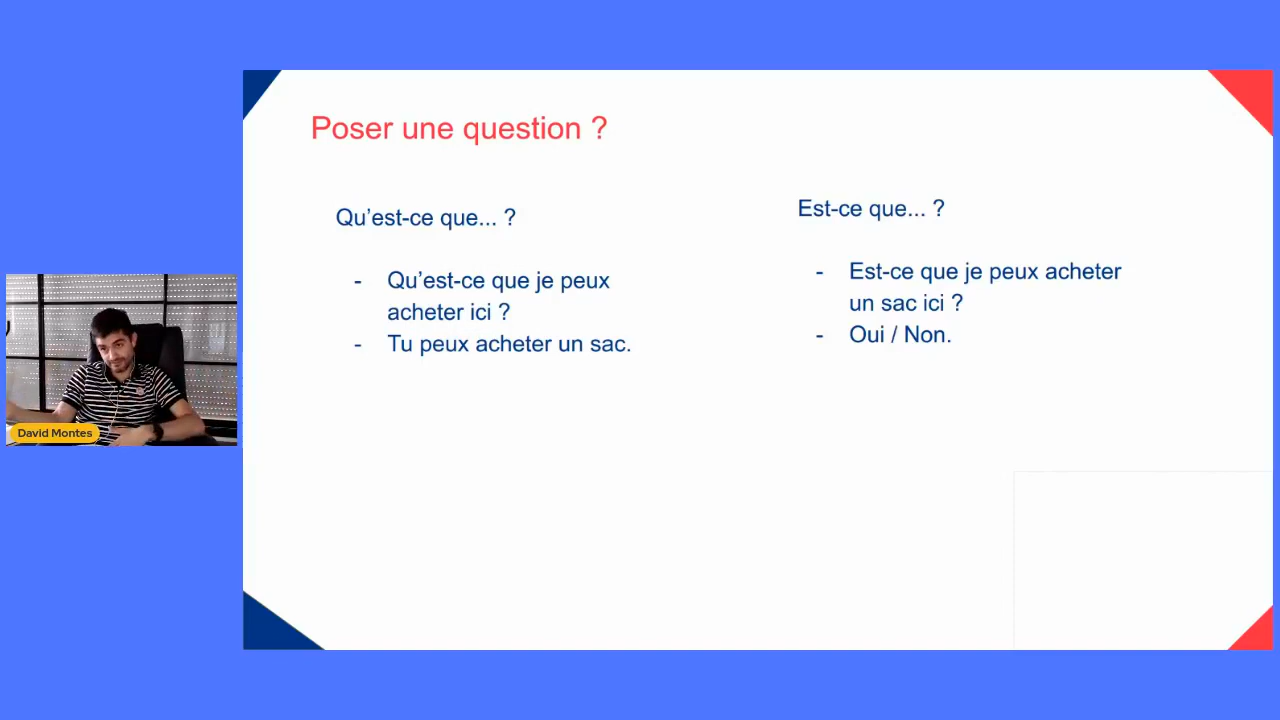 Poser une question ?
Qu’est-ce que... ?
- Qu’est-ce que je peux
acheter ici ?
- Tu peux acheter un sac.
Est-ce que... ?
- Est-ce que je peux acheter
un sac ici ?
- Oui / Non.
David Montes